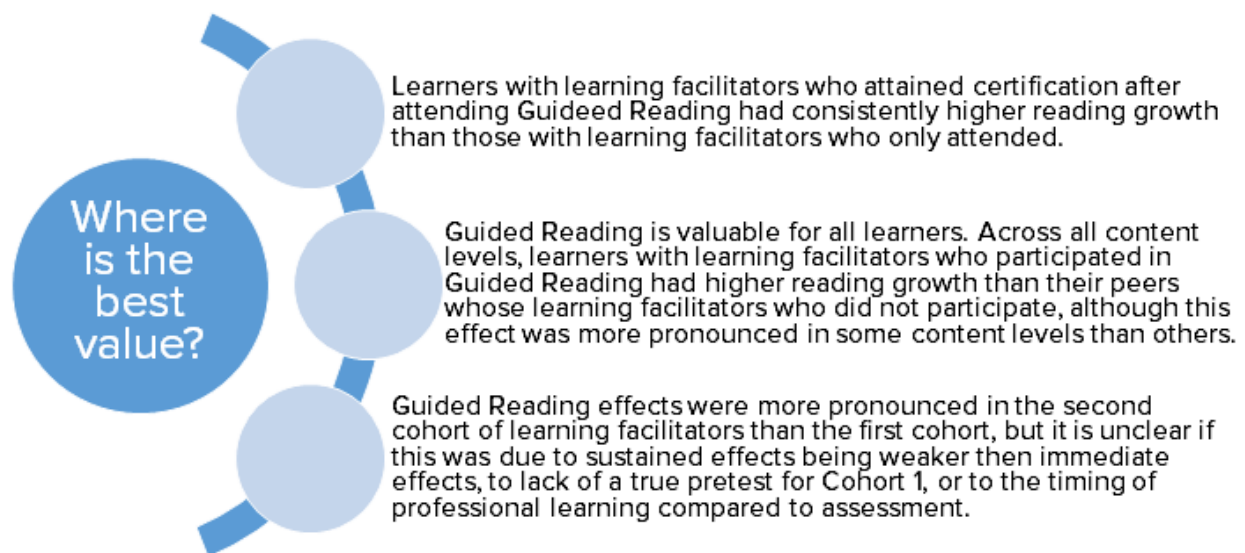 Where
is the
best
value?
Learners with learning facilitators who attained certification after
attending Guideed Reading had consistently higher reading growth
than those with learning facilitators who only attended.
Guided Reading is valuable for all learners. Across all content
levels, learners with learning facilitators who participated in
Guided Reading had higher reading growth than their peers
whose learning facilitators who did not participate, although this
effect was more pronounced in some content levels than others.
Guided Reading effects were more pronounced in the second
cohort of learning facilitators than the first cohort, but it is unclear if
this was due to sustained effects being weaker then immediate
effects, to lack of a true pretest for Cohort 1, or to the timing of
professional learning compared to assessment.